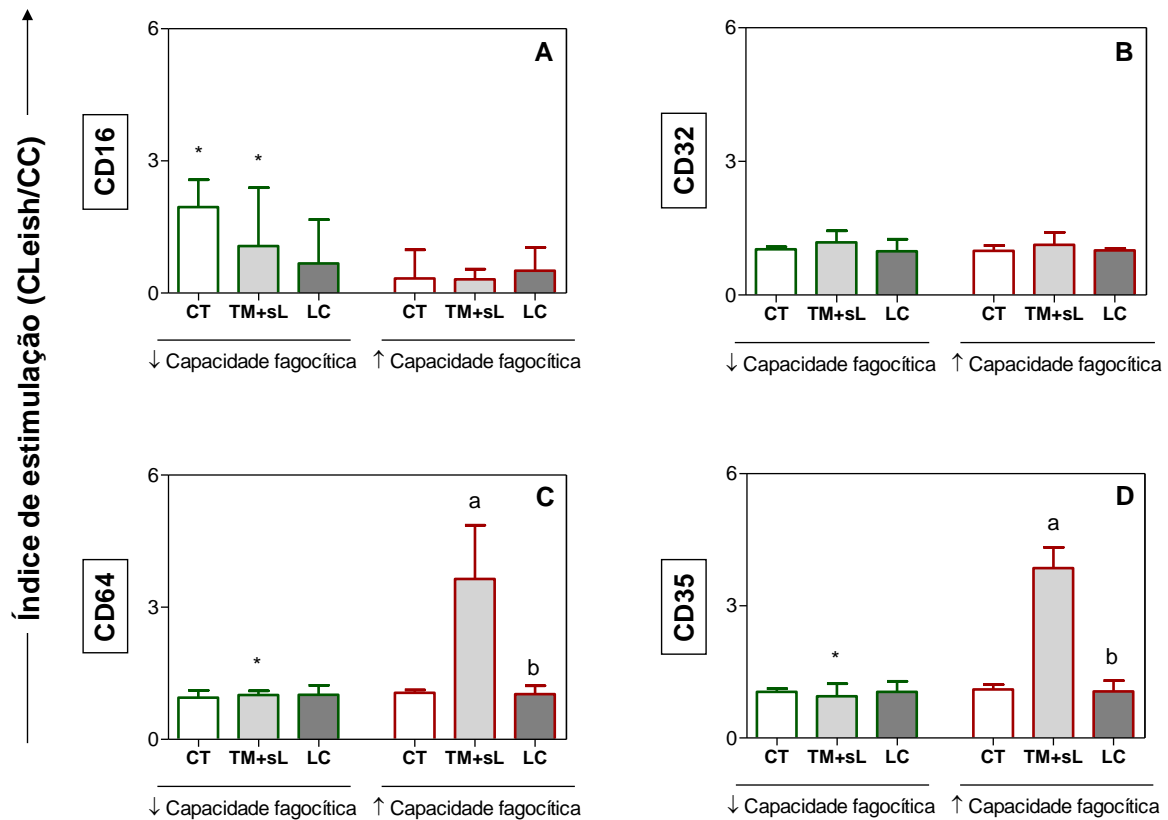 Índice de estimulação (CLeish/CC)
CD16
6
3
0
A
*
*
CT TM+sL LC CT TM+sL LC
↓ Capacidade fagocítica ↑ Capacidade fagocítica
CD32
6
3
0
B
CT TM+sL LC CT TM+sL LC
↓ Capacidade fagocítica ↑ Capacidade fagocítica
CD64
6
3
0
C
a
*
b
CT TM+sL LC CT TM+sL LC
↓ Capacidade fagocítica ↑ Capacidade fagocítica
CD35
6
3
0
D
a
*
b
CT TM+sL LC CT TM+sL LC
↓ Capacidade fagocítica ↑ Capacidade fagocítica